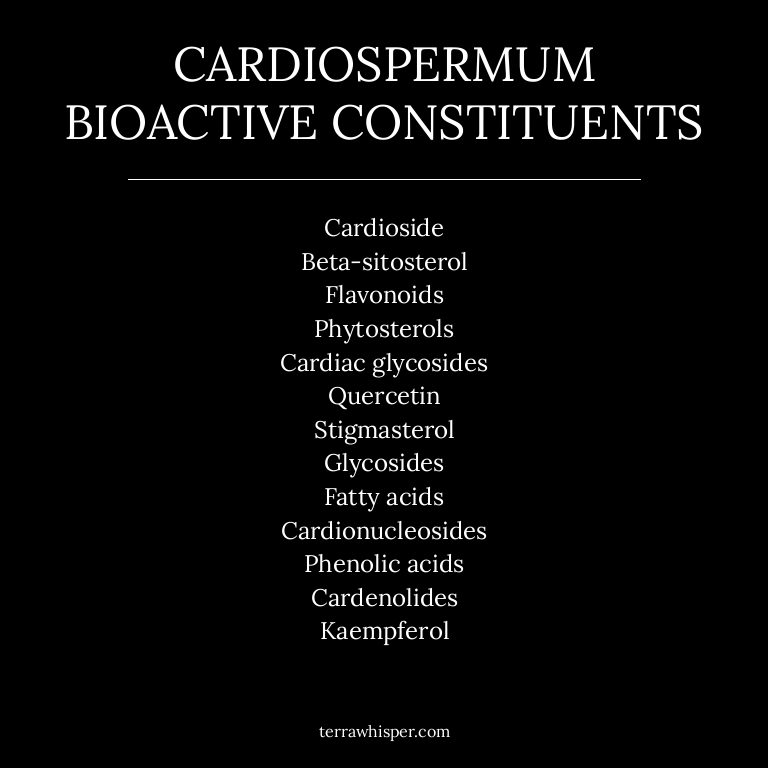 CARDIOSPERMUM
BIOACTIVE CONSTITUENTS
Cardioside
Beta-sitosterol
Flavonoids
Phytosterols
Cardiac glycosides
Quercetin
Stigmasterol
Glycosides
Fatty acids
Cardionucleosides
Phenolic acids
Cardenolides
Kaempferol
terrawhisper.com